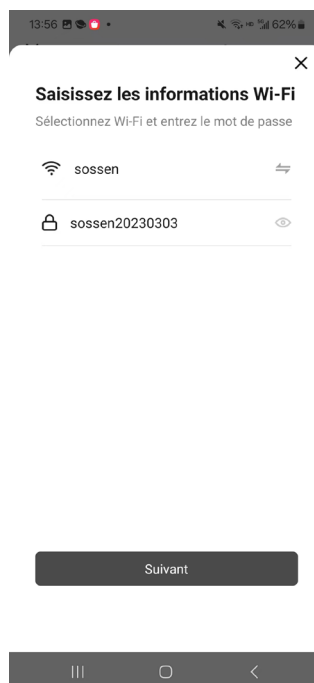 13:56 62%
Saisissez les informations Wi-Fi
Sélectionnez Wi-Fi et entrez le mot de passe
sossen
sossen20230303
Suivant